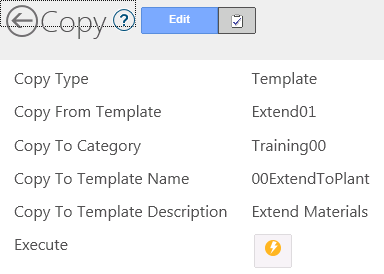 Copy ? Edit
Copy Type Template
Copy From Template Extend01
Copy To Category Training00
Copy To Template Name 00ExtendToPlant
Copy To Template Description Extend Materials
Execute